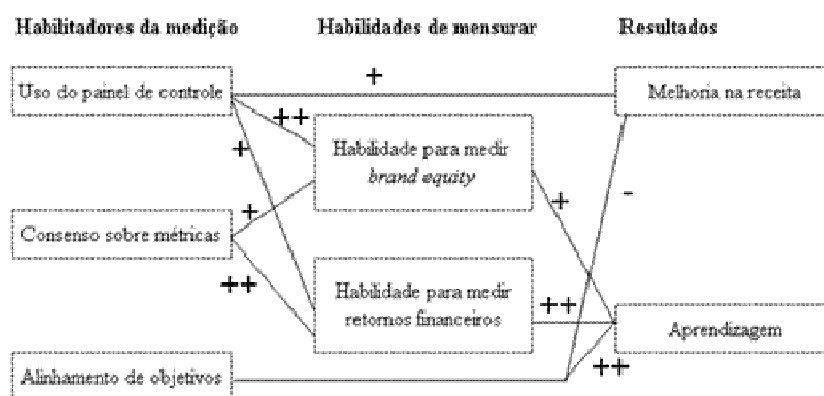 Habilitadores da medição
Habilidades de mensurar
Resultados
Uso do painel de controle
+
Melhoria na receita
++
+
Habilidade para medir
brand equity
+
-
+
Consenso sobre métricas
++
Habilidade para medir
retornos financeiros
++
Aprendizagem
++
Alinhamento de objetivos